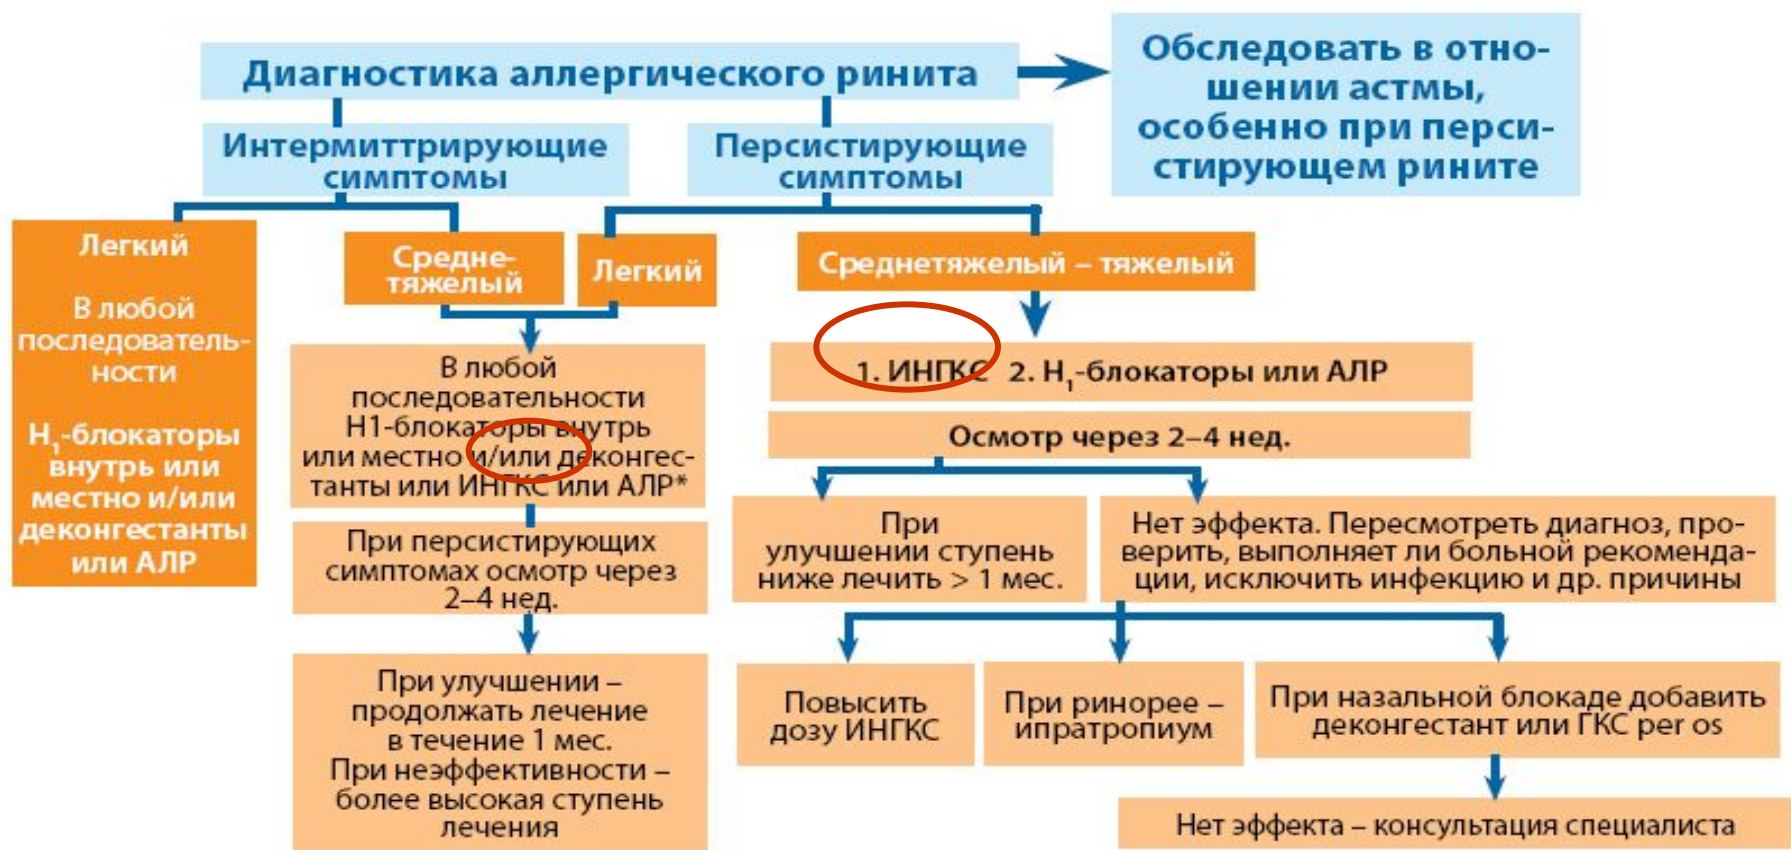 Диагностика аллергического ринита
Обследовать в отно-
шении астмы,
особенно при перси-
стирующем рините
Интермиттрирующие
симптомы
Персистирующие
симптомы
Легкий
В любой
последователь-
ности
H₁-блокаторы
внутрь или
местно и/или
деконгестанты
или АЛР
Средне-
тяжелый
Легкий
Среднетяжелый – тяжелый
В любой
последовательности
H1-блокаторы внутрь
или местно и/или деконгес-
танты или ИНГКС или АЛР*
При персистирующих
симптомах осмотр через
2–4 нед.
При улучшении –
продолжать лечение
в течение 1 мес.
При неэффективности –
более высокая ступень
лечения
1. ИНГКС 2. H₁-блокаторы или АЛР
Осмотр через 2–4 нед.
При
улучшении ступень
ниже лечить > 1 мес.
Нет эффекта. Пересмотреть диагноз, про-
верить, выполняет ли больной рекоменда-
ции, исключить инфекцию и др. причины
Повысить
дозу ИНГКС
При ринорее –
ипратропиум
При назальной блокаде добавить
деконгестант или ГКС per os
Нет эффекта – консультация специалиста